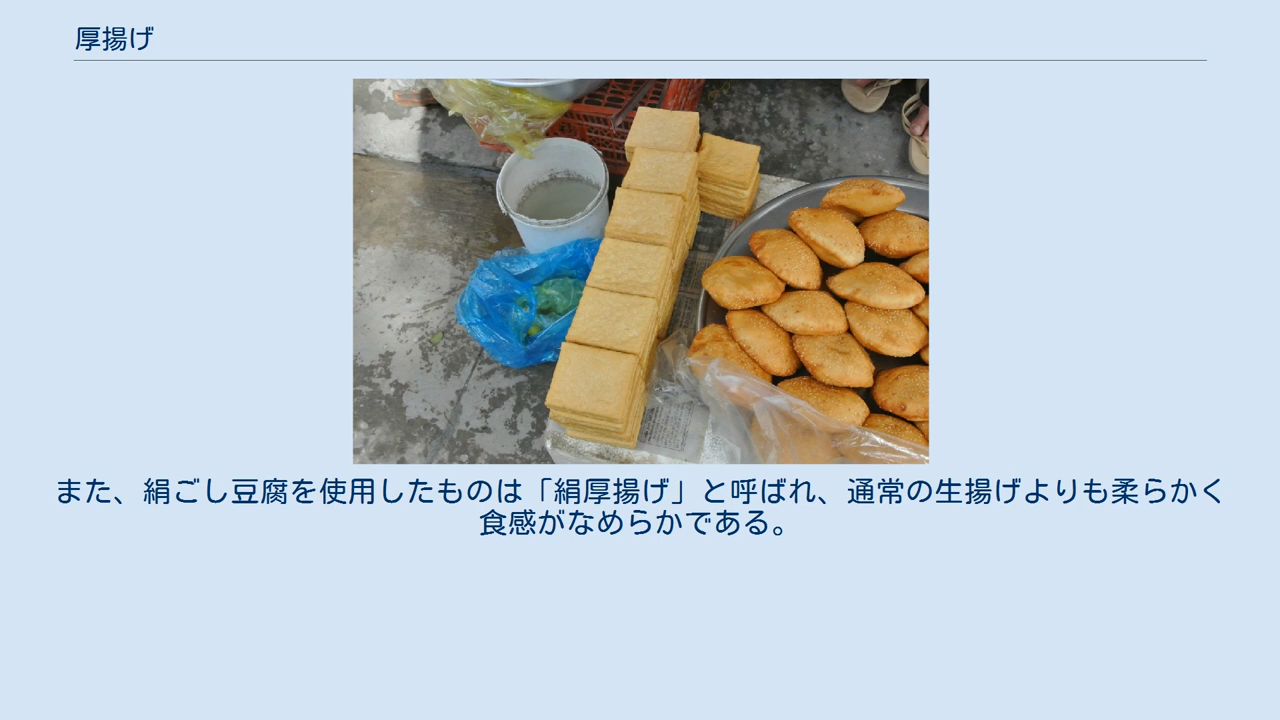 厚揚げ
また、絹ごし豆腐を使用したものは「絹厚揚げ」と呼ばれ、通常の生揚げよりも柔らかく
食感がなめらかである。